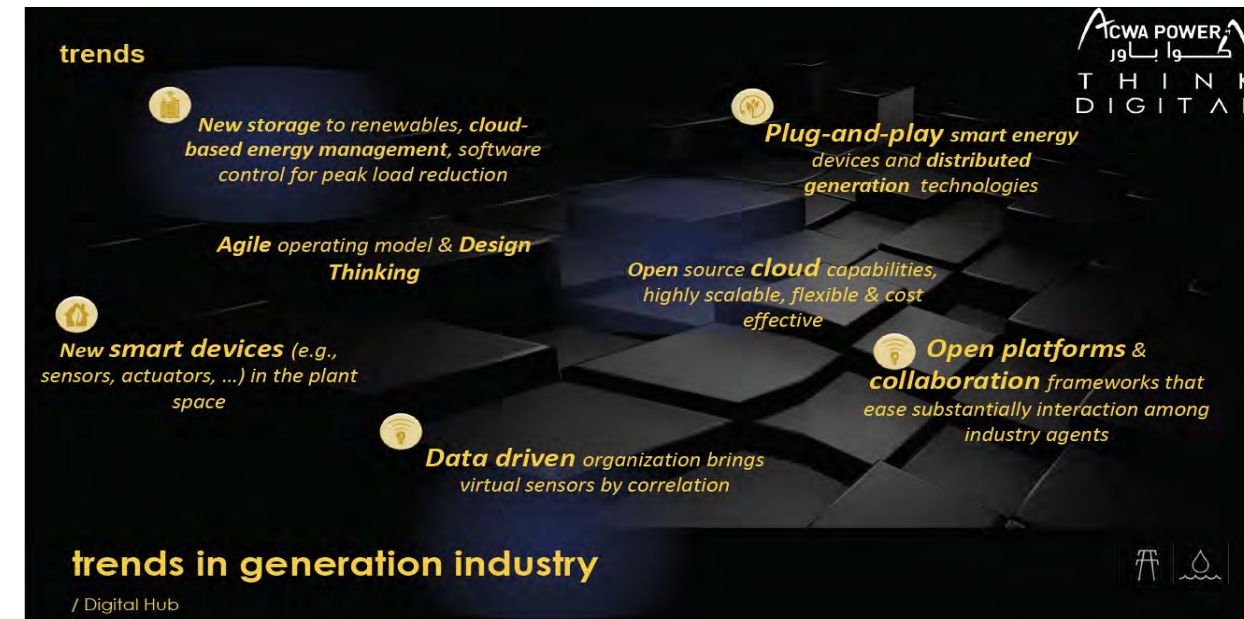 trends
ACWA POWER
أكوا باور
THINK
DIGITAL
New storage to renewables, cloud-
based energy management, software
control for peak load reduction
Plug-and-play smart energy
devices and distributed
generation technologies
Agile operating model & Design
Thinking
Open source cloud capabilities,
highly scalable, flexible & cost
effective
New smart devices (e.g.,
sensors, actuators, ...) in the plant
space
Open platforms &
collaboration frameworks that
ease substantially interaction among
industry agents
Data driven organization brings
virtual sensors by correlation
trends in generation industry
/ Digital Hub